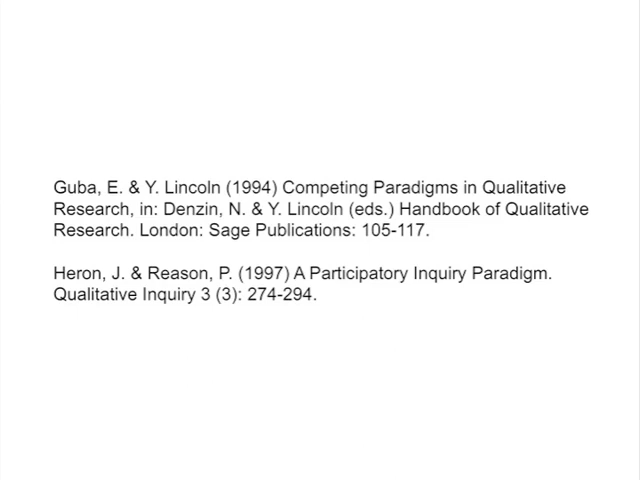 Guba, E. & Y. Lincoln (1994) Competing Paradigms in Qualitative
Research, in: Denzin, N. & Y. Lincoln (eds.) Handbook of Qualitative
Research. London: Sage Publications: 105-117.
Heron, J. & Reason, P. (1997) A Participatory Inquiry Paradigm.
Qualitative Inquiry 3 (3): 274-294.